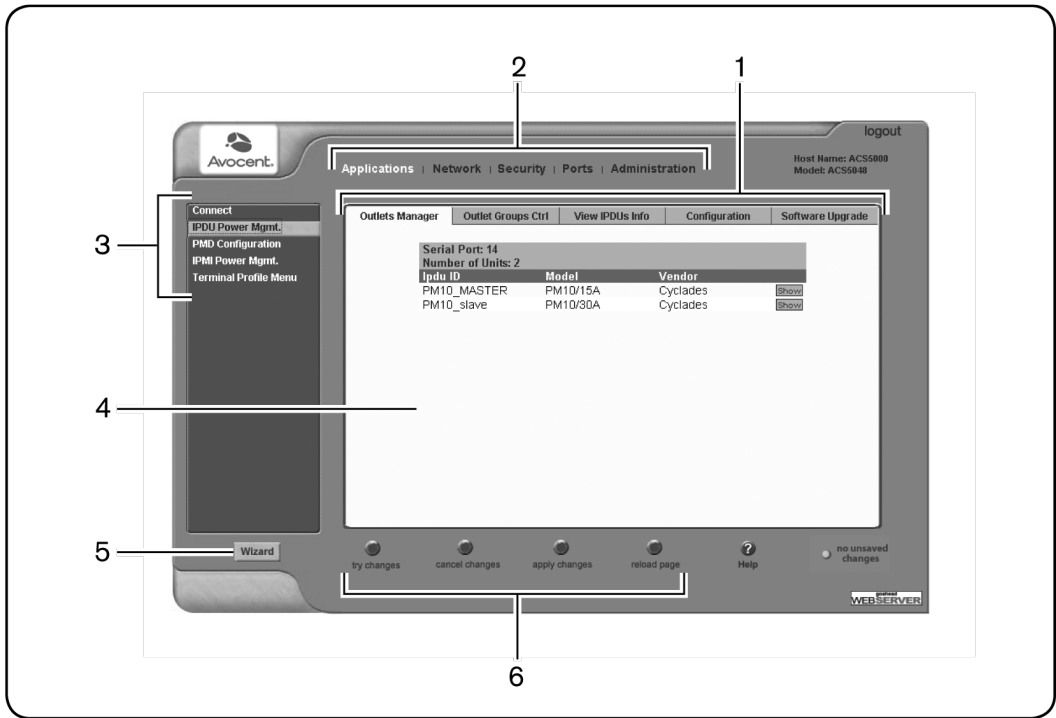 2
1
logout
Avocent.
Applications | Network | Security | Ports | Administration
Host Name: ACS5000
Model: ACS5048
3
Connect
IPDU Power Mgmt.
PMD Configuration
IPMI Power Mgmt.
Terminal Profile Menu
Outlets Manager
Outlet Groups Ctrl
View IPDUs Info
Configuration
Software Upgrade
Serial Port: 14
Number of Units: 2
Ipdu ID Model Vendor
PM10_MASTER PM10/15A Cyclades Show
PM10_slave PM10/30A Cyclades Show
4
5
Wizard
try changes
cancel changes
apply changes
reload page
?
Help
no unsaved
changes
goahead
WEBSERVER
6